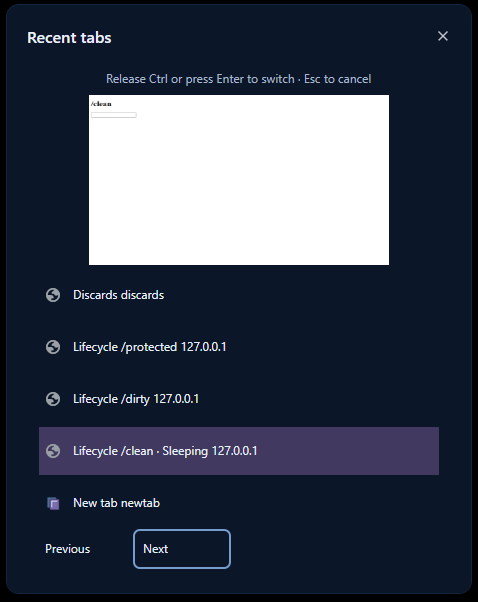 Recent tabs
Release Ctrl or press Enter to switch · Esc to cancel
/clean
Discards discards
Lifecycle /protected 127.0.0.1
Lifecycle /dirty 127.0.0.1
Lifecycle /clean · Sleeping 127.0.0.1
New tab newtab
Previous
Next